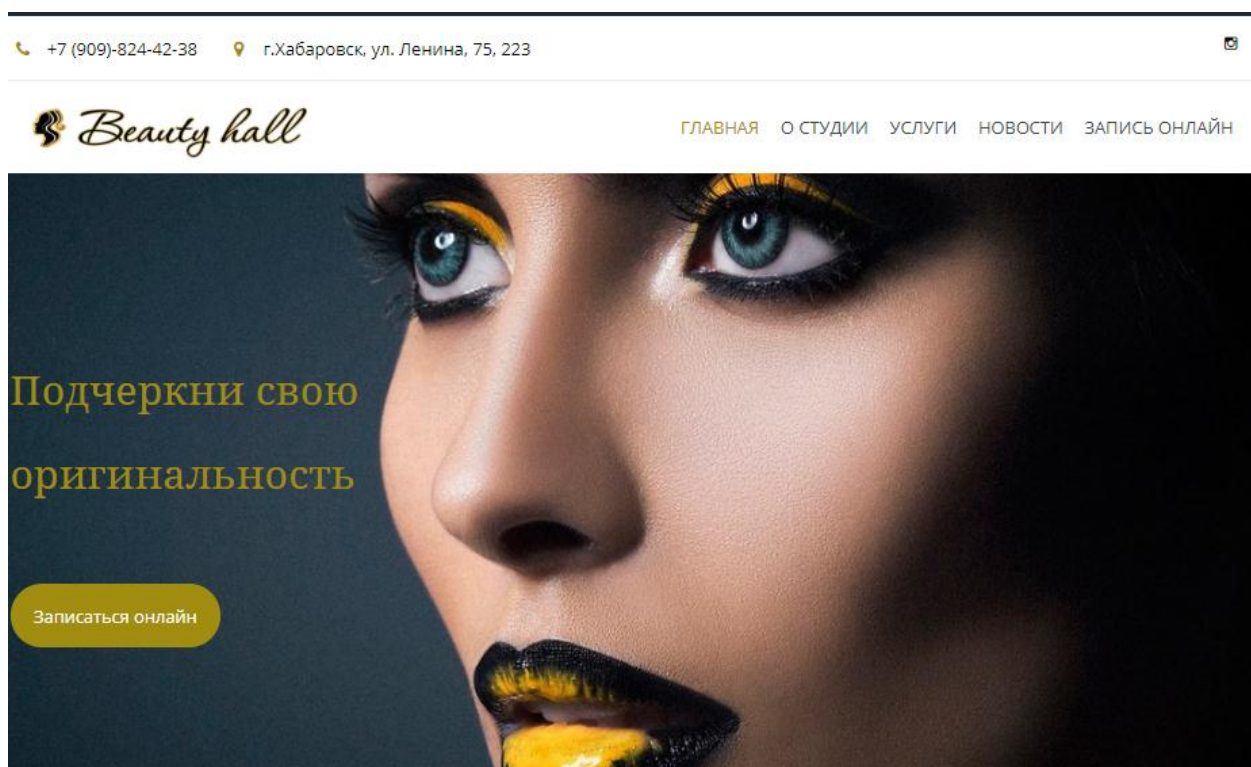 +7 (909)-824-42-38 г.Хабаровск, ул. Ленина, 75, 223
Beauty hall
ГЛАВНАЯ О СТУДИИ УСЛУГИ НОВОСТИ ЗАПИСЬ ОНЛАЙН
Подчеркни свою
оригинальность
Записаться онлайн